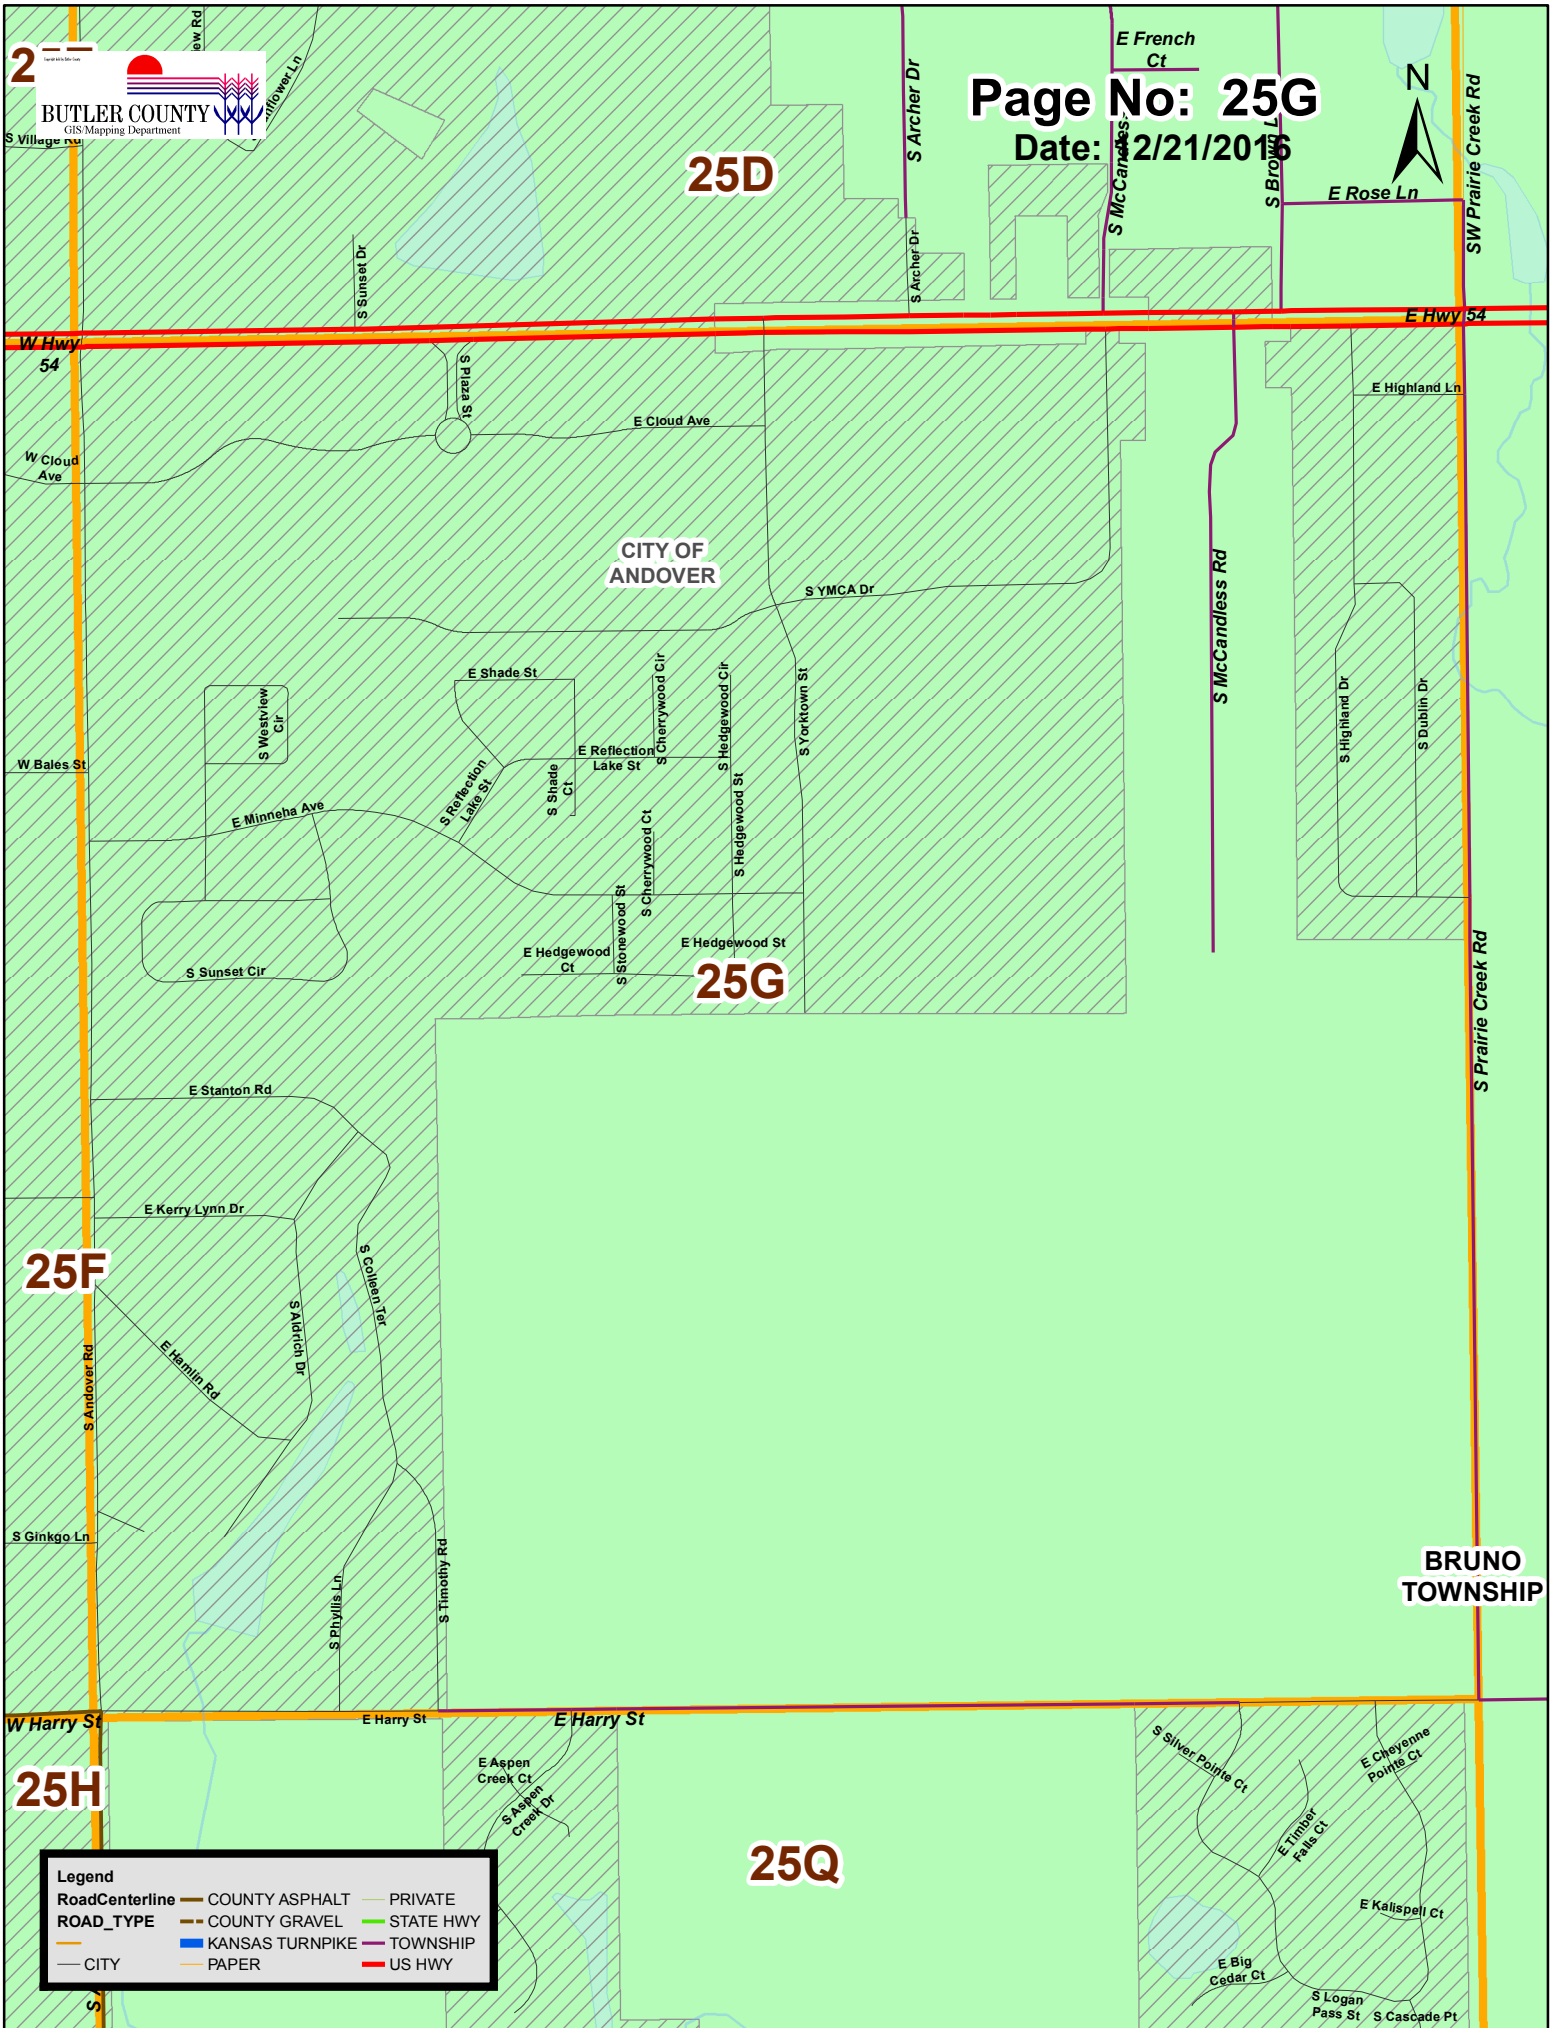 BUTLER COUNTY
GIS/Mapping Department
S Village Rd
25D
S Sunset Dr
S Archer Dr
S Archer Dr
E French
Ct
Page No: 25G
Date: 12/21/2016
N
SW Prairie Creek Rd
E Rose Ln
W Hwy
54
E Hwy 54
S Plaza St
E Cloud Ave
W Cloud
Ave
E Highland Ln
CITY OF
ANDOVER
S YMCA Dr
S McCandless Rd
E Shade St
S Westview
Cir
S Cherrywood Cir
S Hedgewood Cir
S Yorktown St
S Highland Dr
S Dublin Dr
W Bales St
E Reflection
Lake St
S Reflection
Lake St
S Shade
Ct
E Minneha Ave
S Hedgewood St
S Cherrywood Ct
S Stonewood St
E Hedgewood
Ct
E Hedgewood St
S Sunset Cir
25G
S Prairie Creek Rd
E Stanton Rd
E Kerry Lynn Dr
25F
S Colleen Ter
S Aldrich Dr
E Hamlin Rd
S Andover Rd
S Ginkgo Ln
S Phyllis Ln
S Timothy Rd
BRUNO
TOWNSHIP
W Harry St
E Harry St
E Harry St
25H
E Aspen
Creek Ct
S Aspen
Creek Dr
S Silver Pointe Ct
E Cheyenne
Pointe Ct
E Timber
Falls Ct
25Q
E Kalispell Ct
E Big
Cedar Ct
S Logan
Pass St
S Cascade Pt
Legend
RoadCenterline
ROAD_TYPE
CITY
COUNTY ASPHALT
COUNTY GRAVEL
KANSAS TURNPIKE
PAPER
PRIVATE
STATE HWY
TOWNSHIP
US HWY